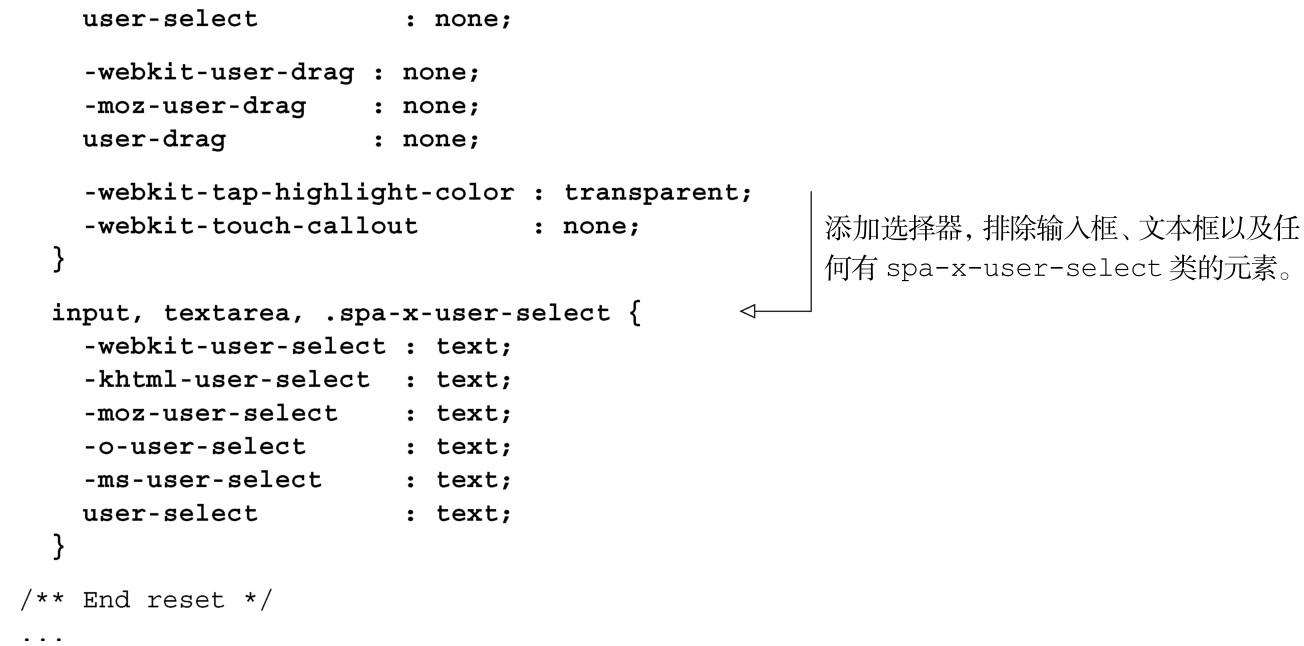 user-select         : none;
-webkit-user-drag : none;
-moz-user-drag    : none;
user-drag         : none;
-webkit-tap-highlight-color : transparent;
-webkit-touch-callout       : none;
}
添加选择器，排除输入框、文本框以及任
何有 spa-x-user-select 类的元素。
input, textarea, .spa-x-user-select {
-webkit-user-select : text;
-khtml-user-select  : text;
-moz-user-select    : text;
-o-user-select      : text;
-ms-user-select     : text;
user-select         : text;
}
/** End reset */
...